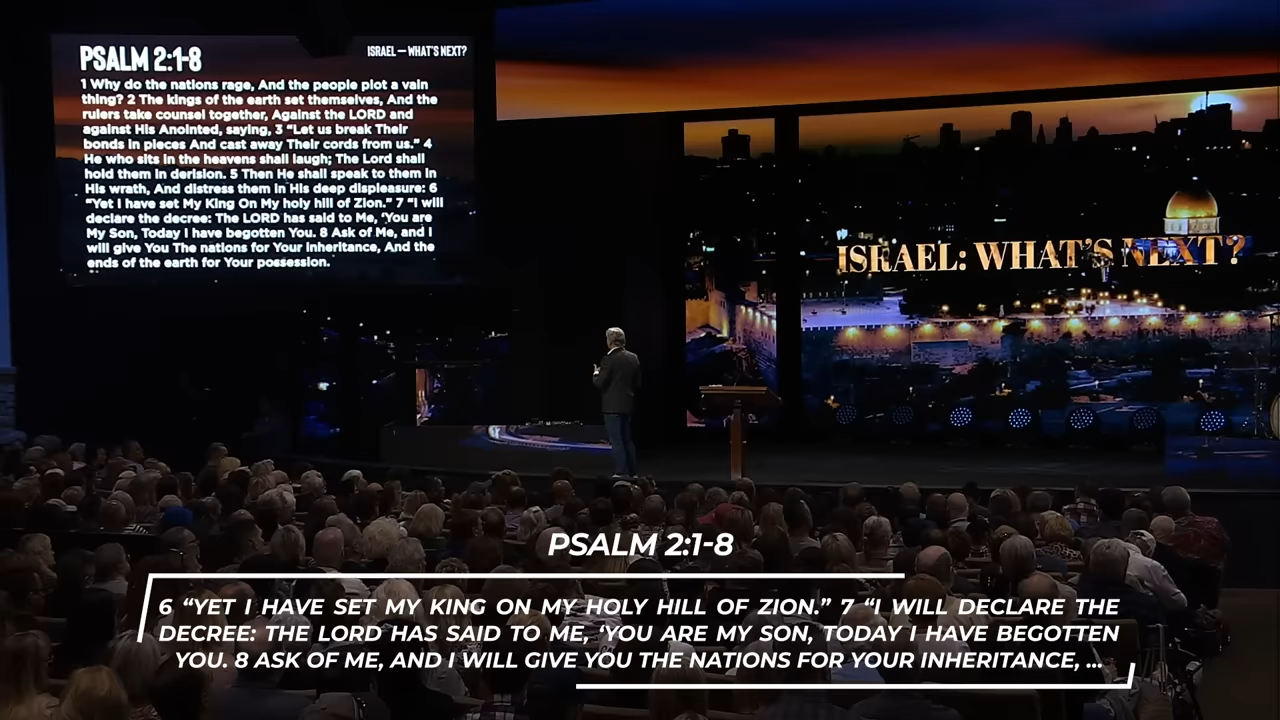 PSALM 2:1-8
ISRAEL — WHAT'S NEXT?
1 Why do the nations rage, And the people plot a vain
thing? 2 The kings of the earth set themselves, And the
rulers take counsel together, Against the LORD and
against His Anointed, saying, 3 “Let us break Their
bonds in pieces And cast away Their cords from us.” 4
He who sits in the heavens shall laugh; The Lord shall
hold them in derision. 5 Then He shall speak to them in
His wrath, And distress them in His deep displeasure: 6
“Yet I have set My King On My holy hill of Zion.” 7 “I will
declare the decree: The LORD has said to Me, ‘You are
My Son, Today I have begotten You. 8 Ask of Me, and I
will give You The nations for Your inheritance, And the
ends of the earth for Your possession.
ISRAEL: WHAT'S NEXT?
PSALM 2:1-8
6 “YET I HAVE SET MY KING ON MY HOLY HILL OF ZION.” 7 “I WILL DECLARE THE
DECREE: THE LORD HAS SAID TO ME, ‘YOU ARE MY SON, TODAY I HAVE BEGOTTEN
YOU. 8 ASK OF ME, AND I WILL GIVE YOU THE NATIONS FOR YOUR INHERITANCE, ...